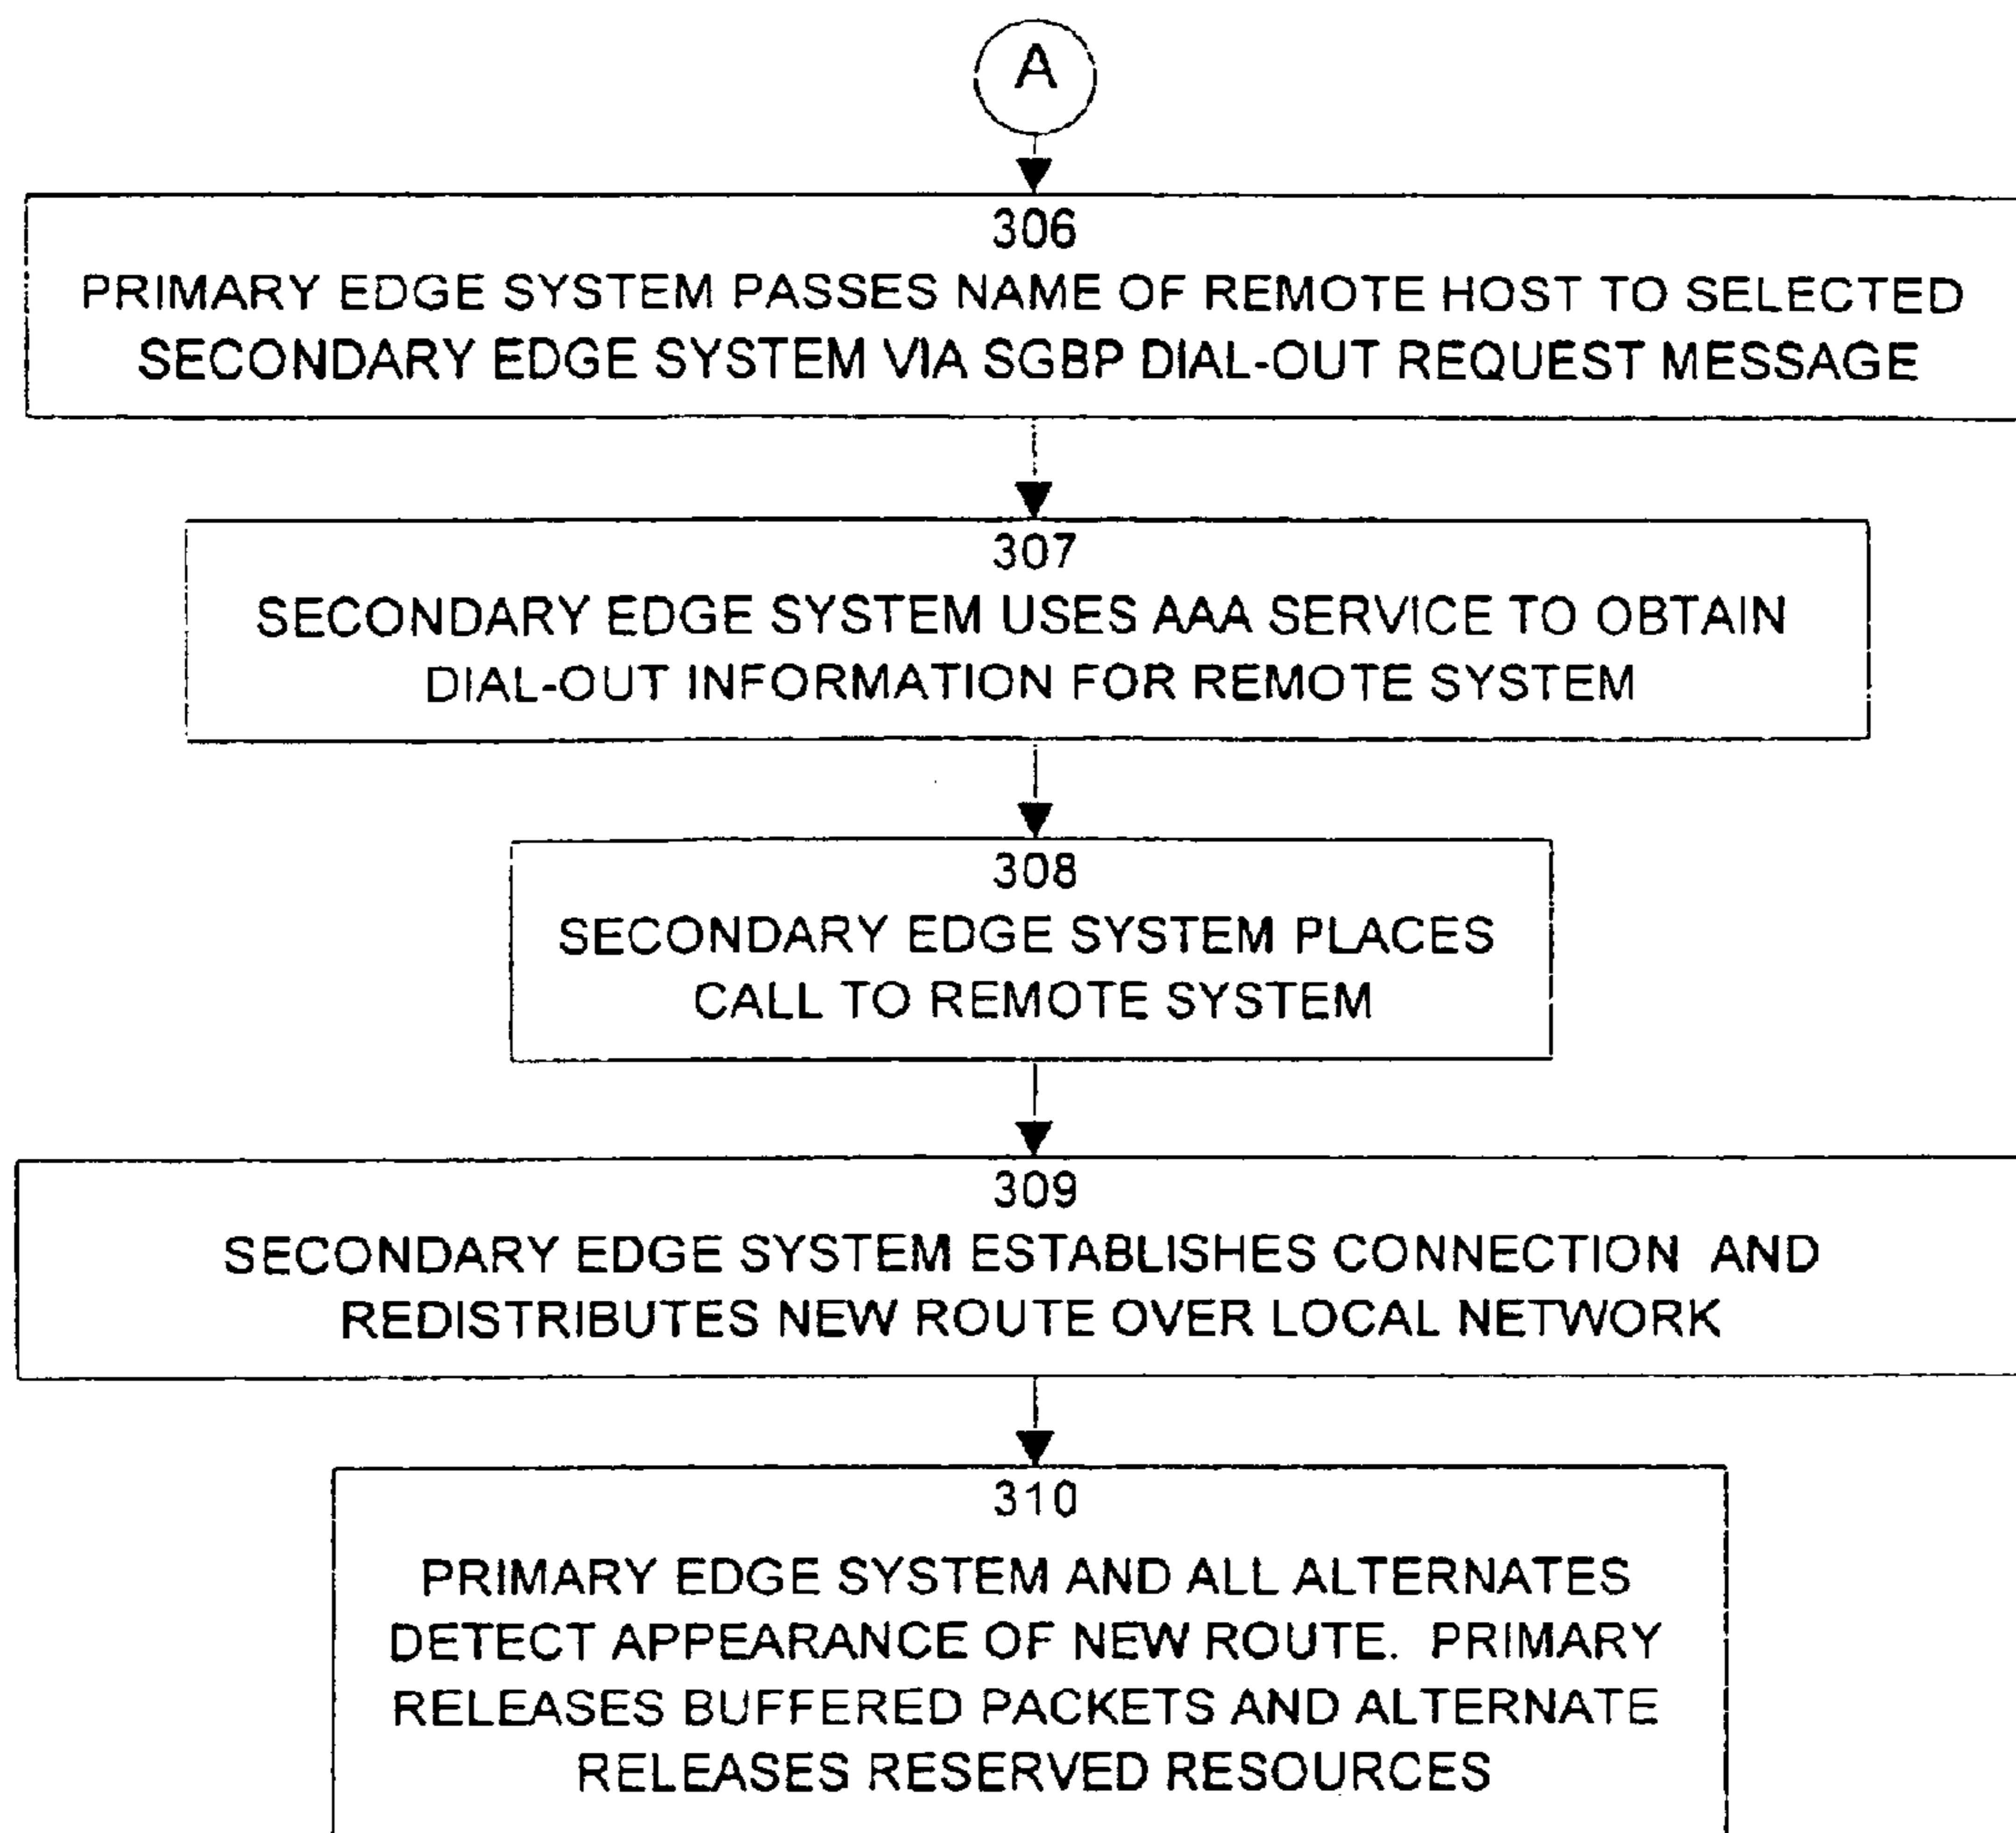 A
306
PRIMARY EDGE SYSTEM PASSES NAME OF REMOTE HOST TO SELECTED
SECONDARY EDGE SYSTEM VIA SGBP DIAL-OUT REQUEST MESSAGE
307
SECONDARY EDGE SYSTEM USES AAA SERVICE TO OBTAIN
DIAL-OUT INFORMATION FOR REMOTE SYSTEM
308
SECONDARY EDGE SYSTEM PLACES
CALL TO REMOTE SYSTEM
309
SECONDARY EDGE SYSTEM ESTABLISHES CONNECTION AND
REDISTRIBUTES NEW ROUTE OVER LOCAL NETWORK
310
PRIMARY EDGE SYSTEM AND ALL ALTERNATES
DETECT APPEARANCE OF NEW ROUTE. PRIMARY
RELEASES BUFFERED PACKETS AND ALTERNATE
RELEASES RESERVED RESOURCES